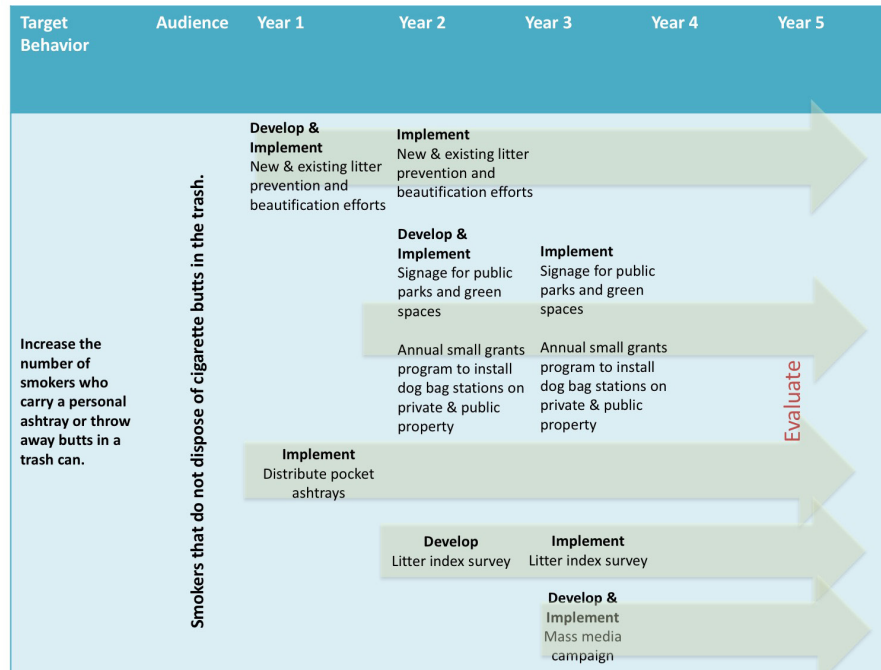 Target
Behavior
Audience
Year 1
Year 2
Year 3
Year 4
Year 5
Increase the
number of
smokers who
carry a personal
ashtray or throw
away butts in a
trash can.
Smokers that do not dispose of cigarette butts in the trash.
Develop &
Implement
New & existing litter
prevention and
beautification efforts
Implement
New & existing litter
prevention and
beautification efforts
Develop &
Implement
Signage for public
parks and green
spaces
Annual small grants
program to install
dog bag stations on
private & public
property
Implement
Signage for public
parks and green
spaces
Annual small grants
program to install
dog bag stations on
private & public
property
Evaluate
Implement
Distribute pocket
ashtrays
Develop
Litter index survey
Implement
Litter index survey
Develop &
Implement
Mass media
campaign